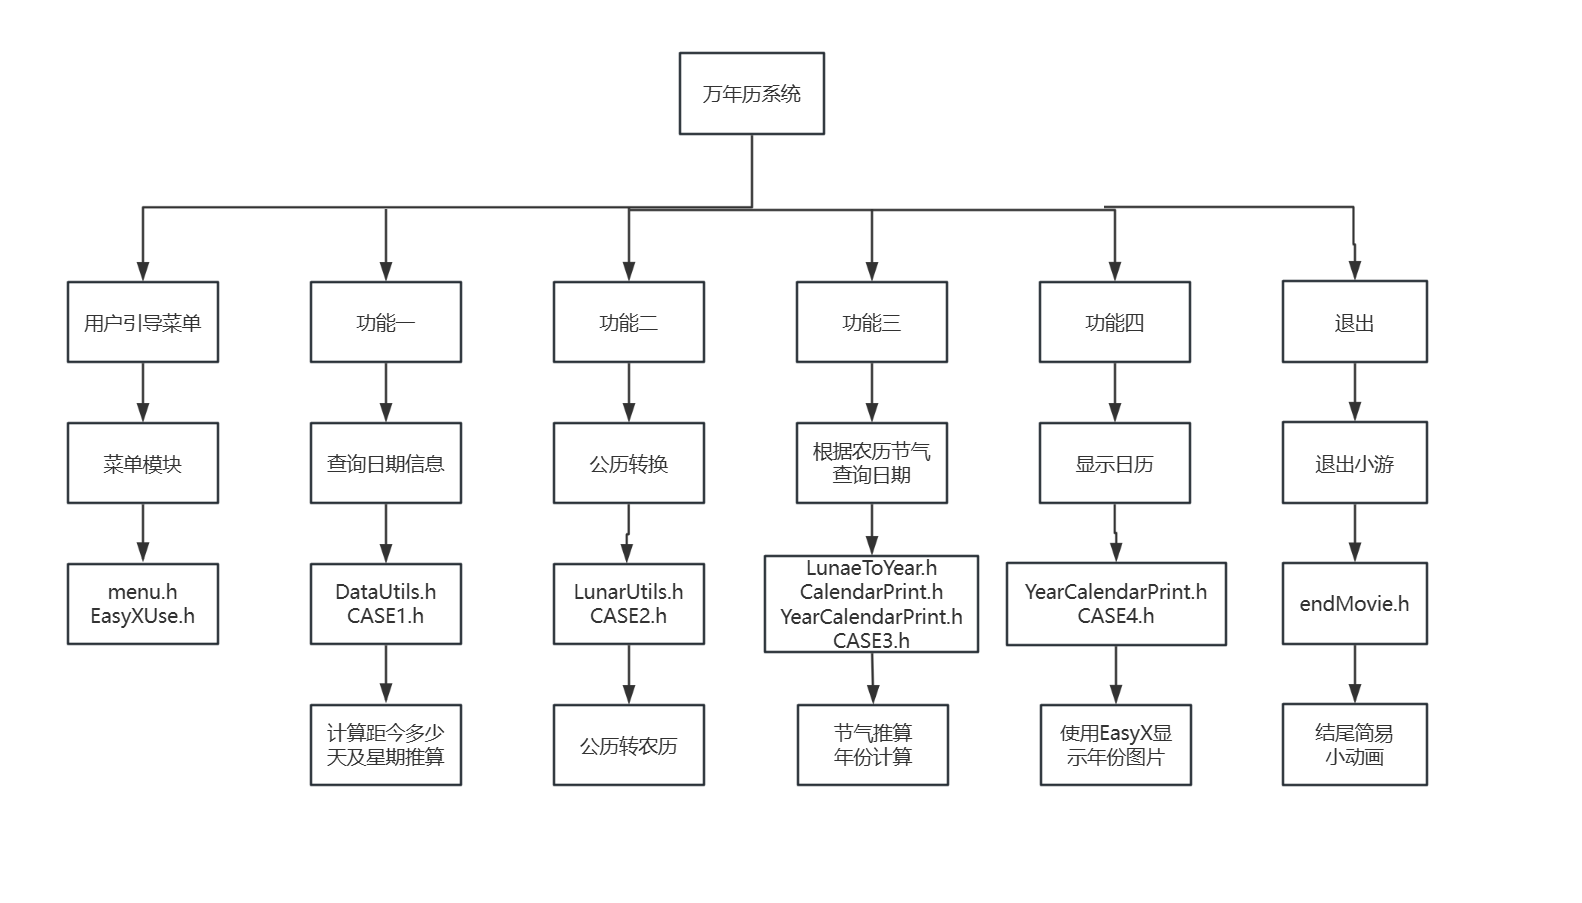 万年历系统
用户引导菜单
功能一
功能二
功能三
功能四
退出
菜单模块
查询日期信息
公历转换
根据农历节气
查询日期
显示日历
退出小游
menu.h
EasyXUse.h
DataUtils.h
CASE1.h
LunarUtils.h
CASE2.h
LunaeToYear.h
CalendarPrint.h
YearCalendarPrint.h
CASE3.h
YearCalendarPrint.h
CASE4.h
endMovie.h
计算距今多少
天及星期推算
公历转农历
节气推算
年份计算
使用EasyX显
示年份图片
结尾简易
小动画